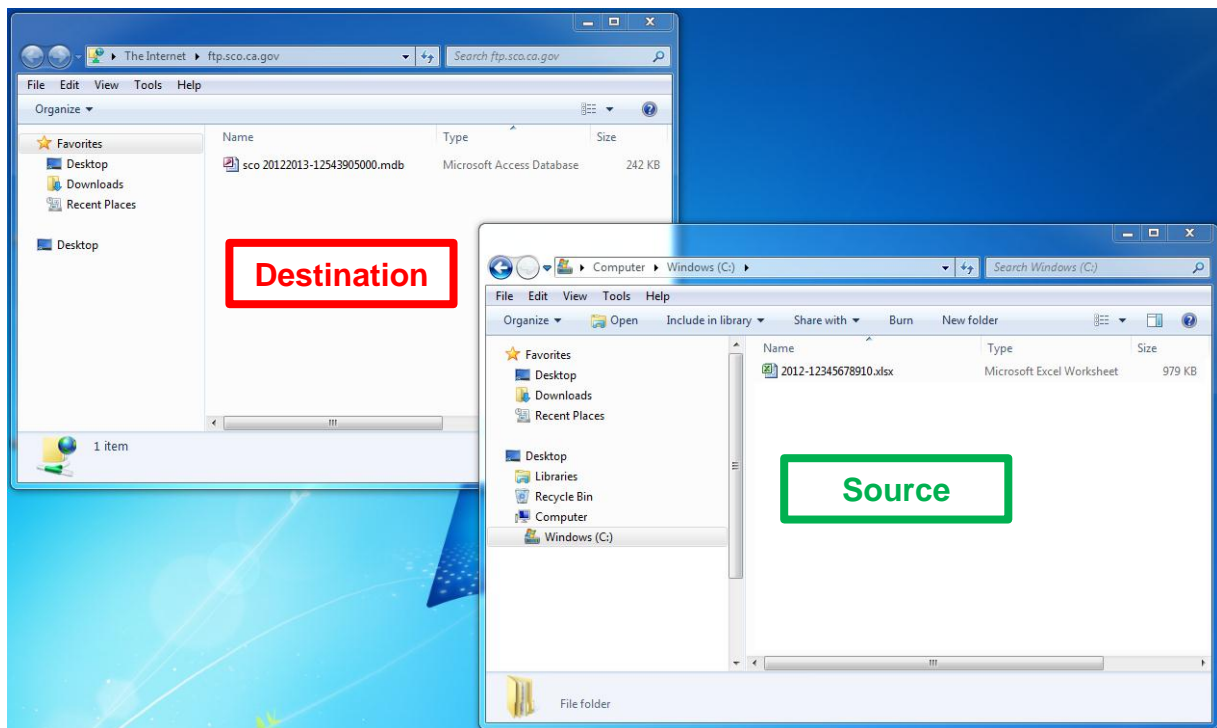 The Internet ▸ ftp.sco.ca.gov
Search ftp.sco.ca.gov
File Edit View Tools Help
Organize
Name Type Size
Favorites
sco 20122013-12543905000.mdb Microsoft Access Database 242 KB
Desktop
Downloads
Recent Places
Desktop
Destination
1 item
Computer ▸ Windows (C:) ▸
Search Windows (C:)
File Edit View Tools Help
Organize Open Include in library Share with Burn New folder
Name Type Size
Favorites
2012-12345678910.xlsx Microsoft Excel Worksheet 979 KB
Desktop
Downloads
Recent Places
Desktop
Libraries
Recycle Bin
Computer
Windows (C:)
Source
File folder